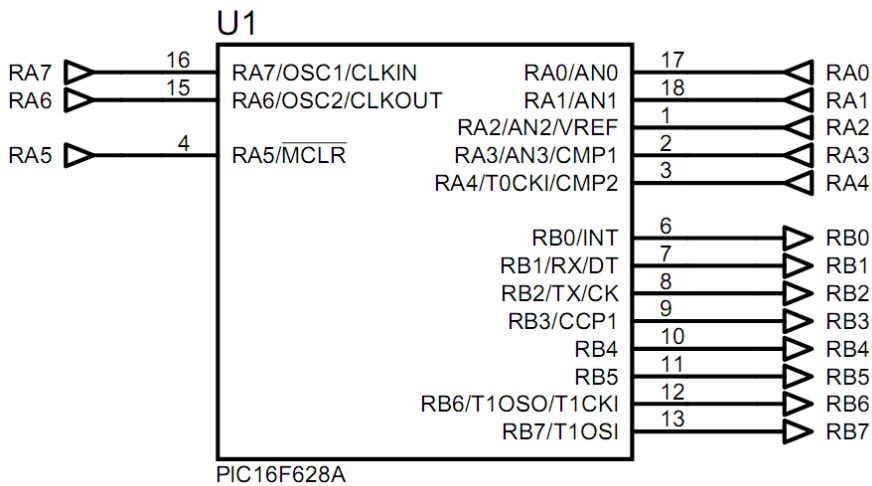 U1
RA7 16 RA7/OSC1/CLKIN RA0/AN0 17 RA0
RA6 15 RA6/OSC2/CLKOUT RA1/AN1 18 RA1
RA2/AN2/VREF 1 RA2
RA5 4 RA5/MCLR RA3/AN3/CMP1 2 RA3
RA4/T0CKI/CMP2 3 RA4
RB0/INT 6 RB0
RB1/RX/DT 7 RB1
RB2/TX/CK 8 RB2
RB3/CCP1 9 RB3
RB4 10 RB4
RB5 11 RB5
RB6/T1OSO/T1CKI 12 RB6
RB7/T1OSI 13 RB7
PIC16F628A